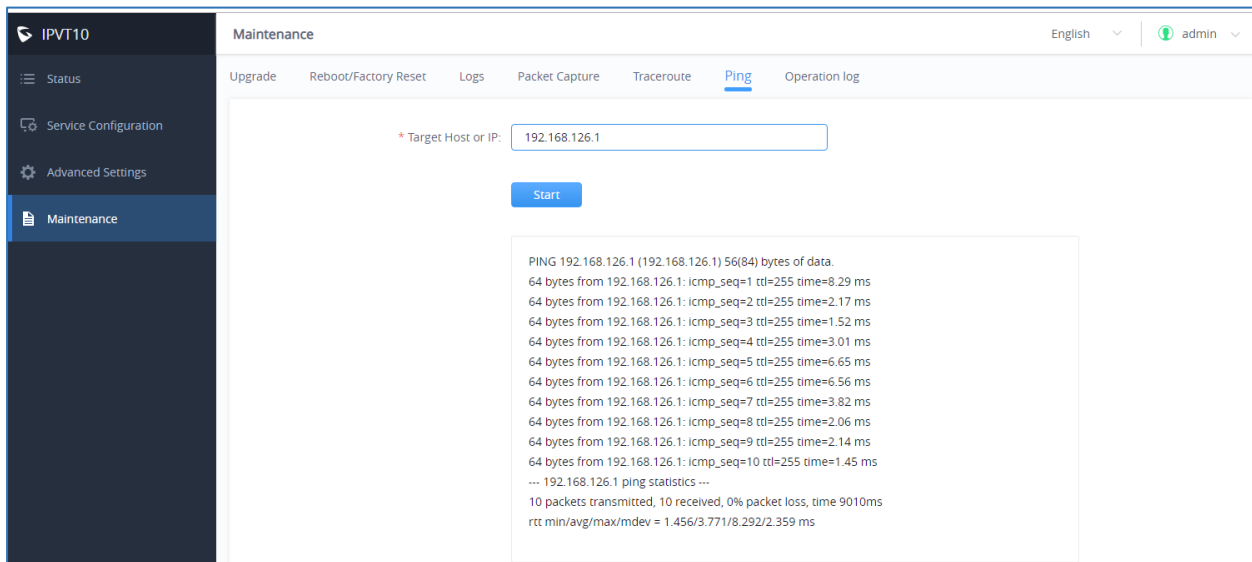 IPVT10
Maintenance
English
admin
Status
Service Configuration
Advanced Settings
Maintenance
Upgrade Reboot/Factory Reset Logs Packet Capture Traceroute Ping Operation log
* Target Host or IP: 192.168.126.1
Start
PING 192.168.126.1 (192.168.126.1) 56(84) bytes of data.
64 bytes from 192.168.126.1: icmp_seq=1 ttl=255 time=8.29 ms
64 bytes from 192.168.126.1: icmp_seq=2 ttl=255 time=2.17 ms
64 bytes from 192.168.126.1: icmp_seq=3 ttl=255 time=1.52 ms
64 bytes from 192.168.126.1: icmp_seq=4 ttl=255 time=3.01 ms
64 bytes from 192.168.126.1: icmp_seq=5 ttl=255 time=6.65 ms
64 bytes from 192.168.126.1: icmp_seq=6 ttl=255 time=6.56 ms
64 bytes from 192.168.126.1: icmp_seq=7 ttl=255 time=3.82 ms
64 bytes from 192.168.126.1: icmp_seq=8 ttl=255 time=2.06 ms
64 bytes from 192.168.126.1: icmp_seq=9 ttl=255 time=2.14 ms
64 bytes from 192.168.126.1: icmp_seq=10 ttl=255 time=1.45 ms
--- 192.168.126.1 ping statistics ---
10 packets transmitted, 10 received, 0% packet loss, time 9010ms
rtt min/avg/max/mdev = 1.456/3.771/8.292/2.359 ms